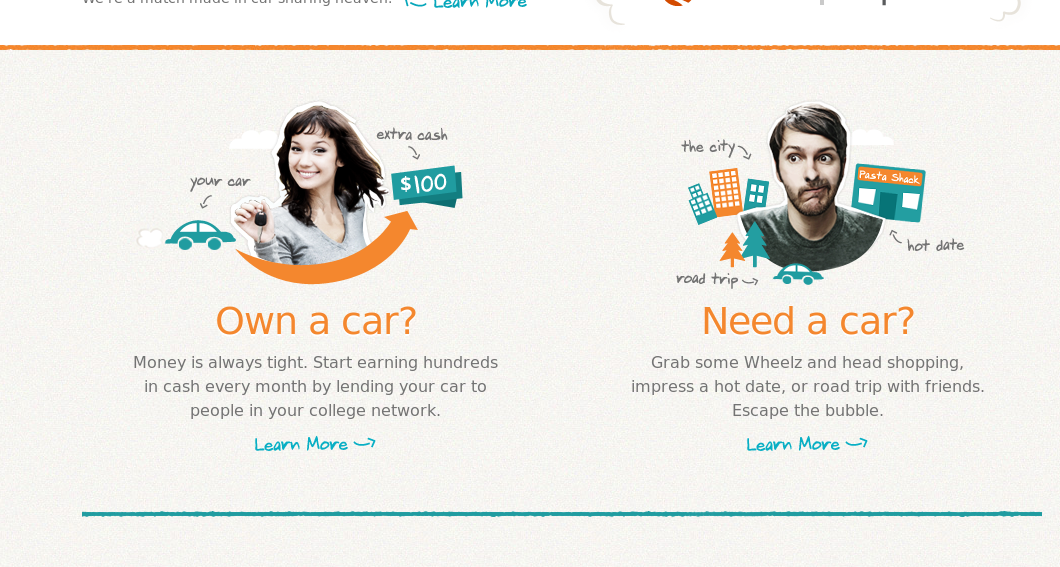 We're a match made in car sharing heaven. Learn More
extra cash
your car
$100
the city
Pasta Shack
hot date
road trip
Own a car?
Money is always tight. Start earning hundreds
in cash every month by lending your car to
people in your college network.
Learn More
Need a car?
Grab some Wheelz and head shopping,
impress a hot date, or road trip with friends.
Escape the bubble.
Learn More